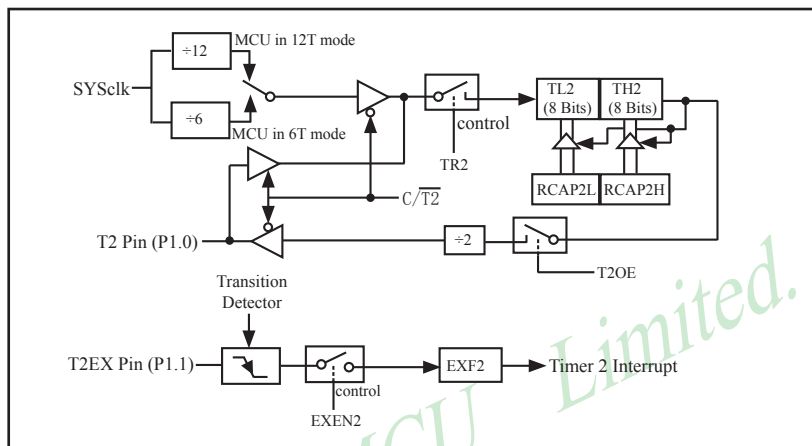 ÷12
MCU in 12T mode
SYSclk
÷6
MCU in 6T mode
TL2
(8 Bits)
TH2
(8 Bits)
control
TR2
RCAP2L
RCAP2H
C/T2
T2 Pin (P1.0)
÷2
T2OE
Transition
Detector
T2EX Pin (P1.1)
control
EXEN2
EXF2
Timer 2 Interrupt
MCU Limited.